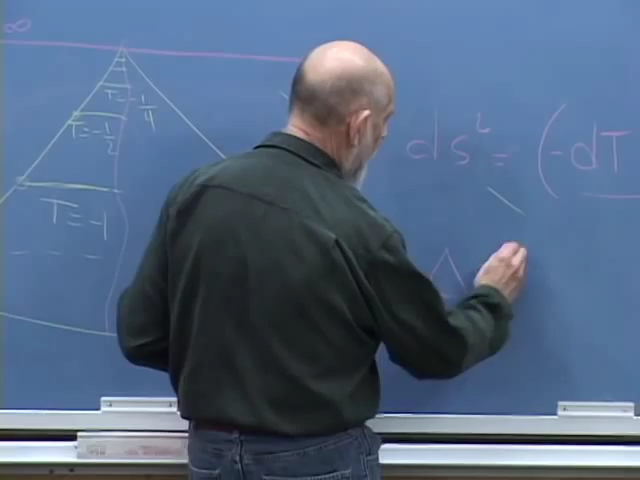 ∞
T=-1/4
T=-1/2
T=-1
ds² = (-dT